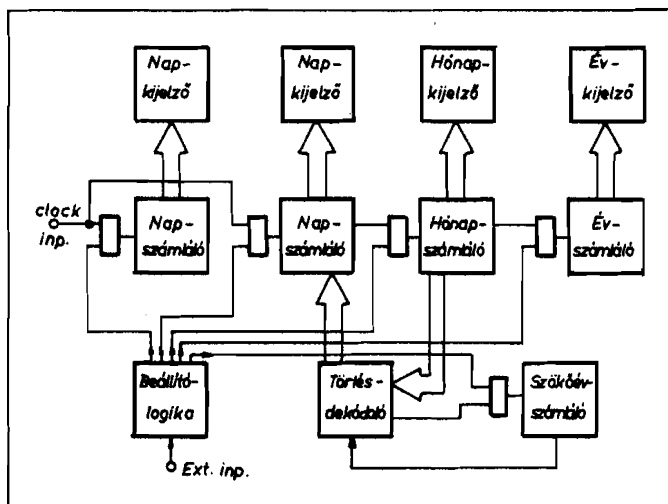 Nap-
kijelző
Nap-
kijelző
Hónap-
kijelző
Év-
kijelző
clock
inp.
Nap-
számláló
Nap-
számláló
Hónap-
számláló
Év-
számláló
Beállító-
logika
Törtés-
dekódoló
Szökőév-
számláló
Ext. inp.